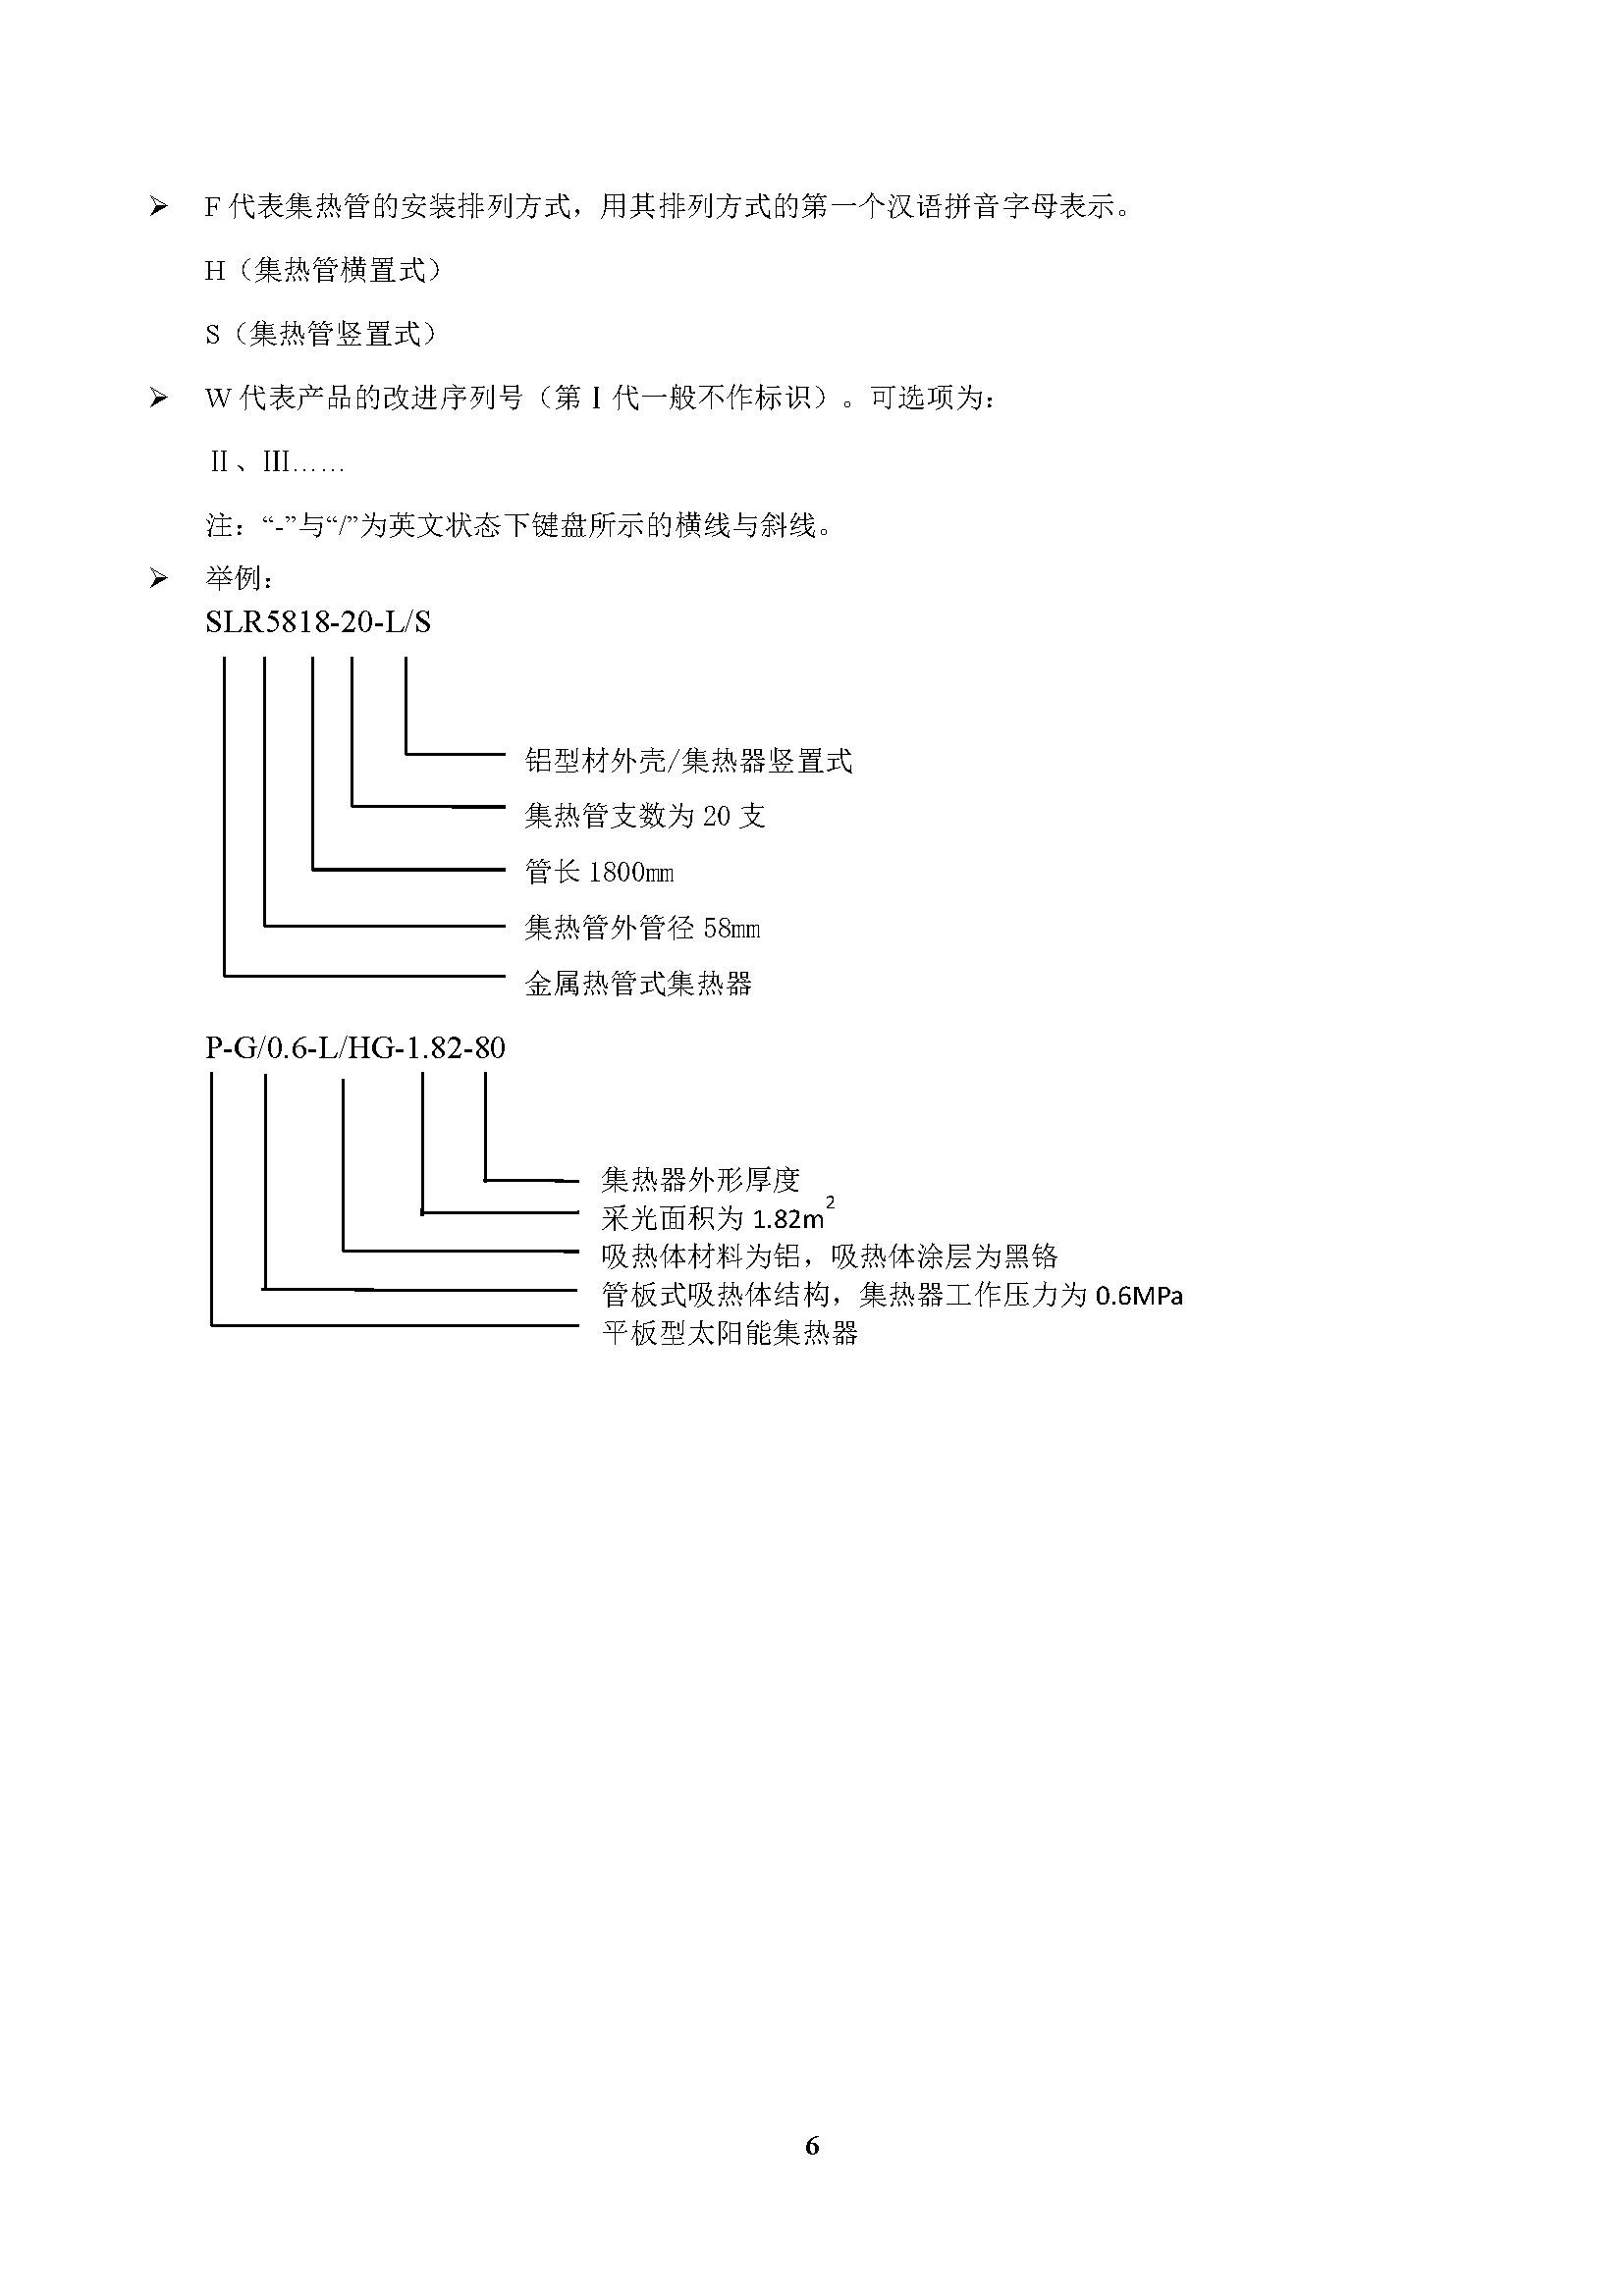 ➢ F 代表集热管的安装排列方式，用其排列方式的第一个汉语拼音字母表示。
H（集热管横置式）
S（集热管竖置式）
➢ W 代表产品的改进序列号（第Ⅰ代一般不作标识）。可选项为：
Ⅱ、Ⅲ……
注：“-”与“/”为英文状态下键盘所示的横线与斜线。
➢ 举例：
SLR5818-20-L/S
铝型材外壳/集热器竖置式
集热管支数为 20 支
管长 1800mm
集热管外管径 58mm
金属热管式集热器
P-G/0.6-L/HG-1.82-80
集热器外形厚度
采光面积为 1.82m²
吸热体材料为铝，吸热体涂层为黑铬
管板式吸热体结构，集热器工作压力为 0.6MPa
平板型太阳能集热器
6